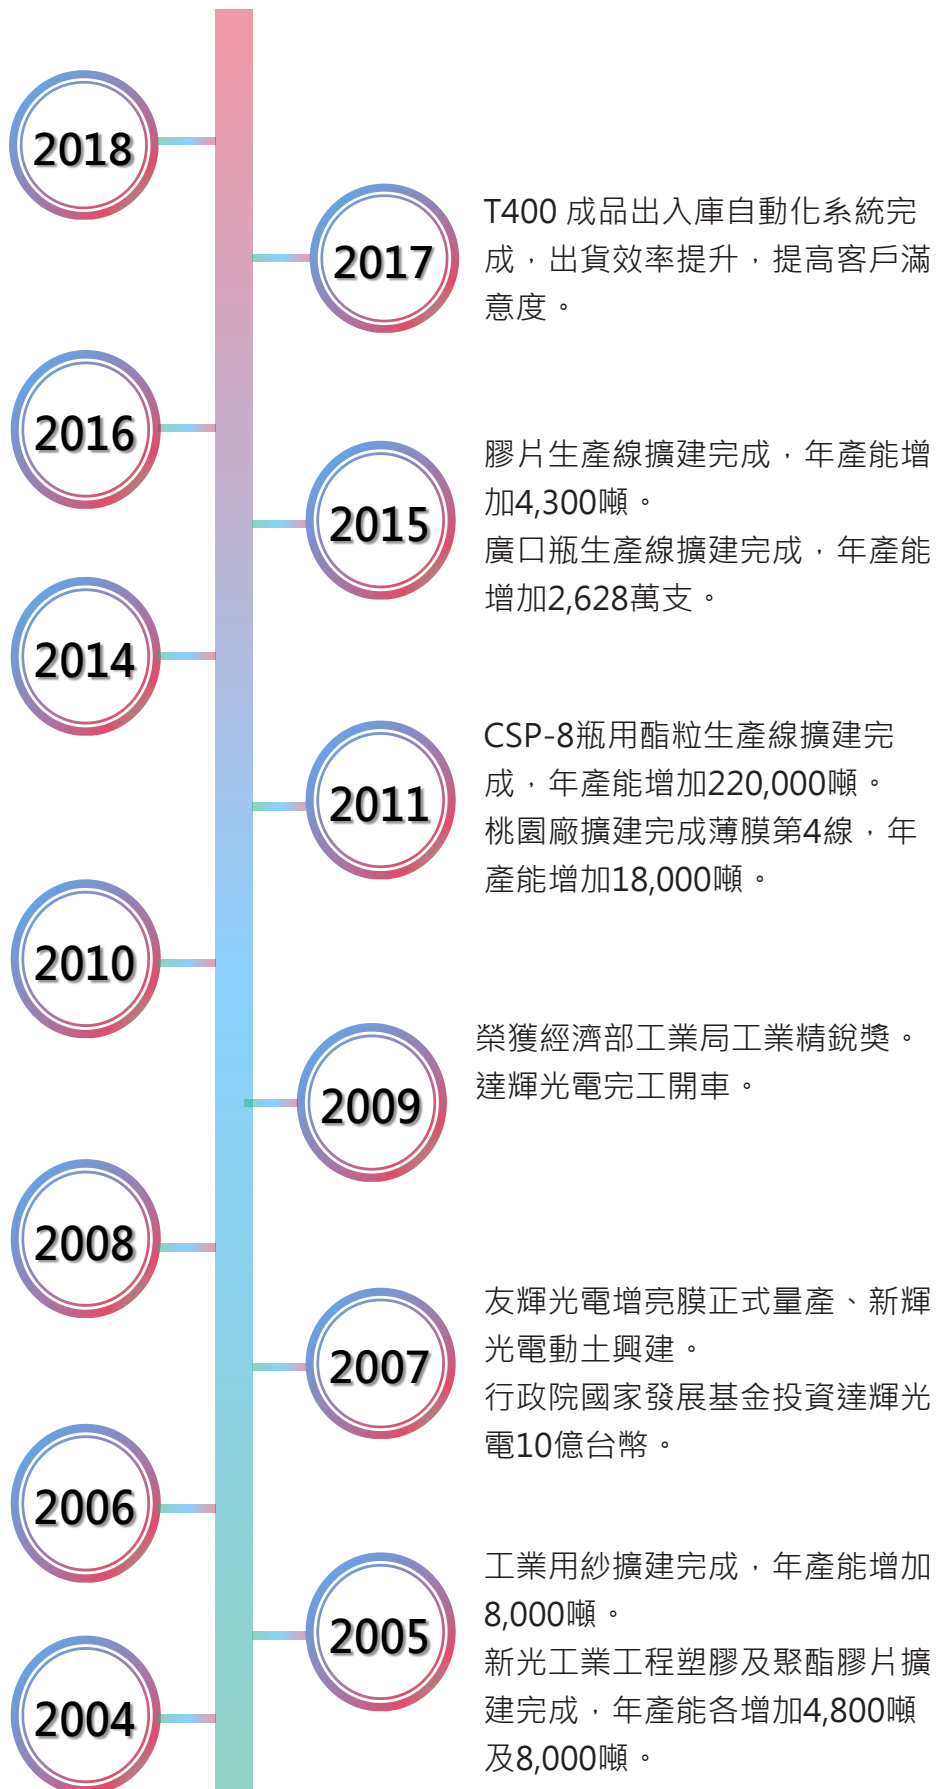 2018
2017
T400 成品出入庫自動化系統完
成，出貨效率提升，提高客戶滿
意度。
2016
2015
膠片生產線擴建完成，年產能增
加4,300噸。
廣口瓶生產線擴建完成，年產能
增加2,628萬支。
2014
2011
CSP-8瓶用酯粒生產線擴建完
成，年產能增加220,000噸。
桃園廠擴建完成薄膜第4線，年
產能增加18,000噸。
2010
2009
榮獲經濟部工業局工業精銳獎。
達輝光電完工開車。
2008
2007
友輝光電增亮膜正式量產、新輝
光電動土興建。
行政院國家發展基金投資達輝光
電10億台幣。
2006
2005
工業用紗擴建完成，年產能增加
8,000噸。
新光工業工程塑膠及聚酯膠片擴
建完成，年產能各增加4,800噸
及8,000噸。
2004